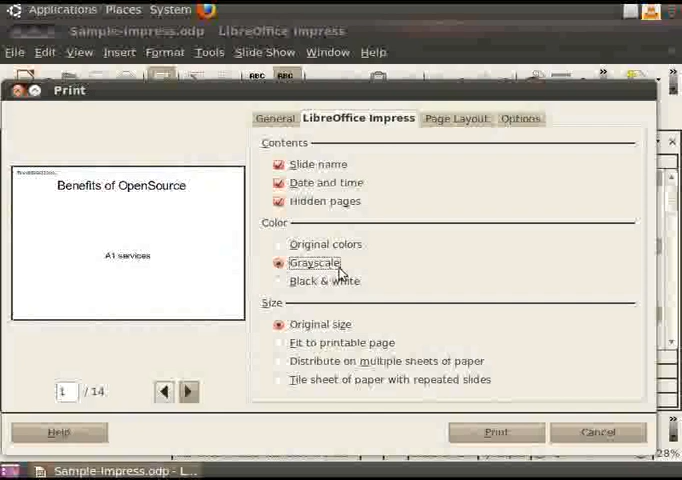 Applications Places System
Sample-Impress.odp - LibreOffice Impress
File Edit View Insert Format Tools Slide Show Window Help
ABC ABC
Print
General LibreOffice Impress Page Layout Options
Contents
Slide name
Date and time
Hidden pages
Benefits of OpenSource
A1 services
Color
Original colors
Grayscale
Black & white
Size
Original size
Fit to printable page
Distribute on multiple sheets of paper
Tile sheet of paper with repeated slides
1 / 14
Help Print Cancel
28%
Sample-Impress.odp - L...